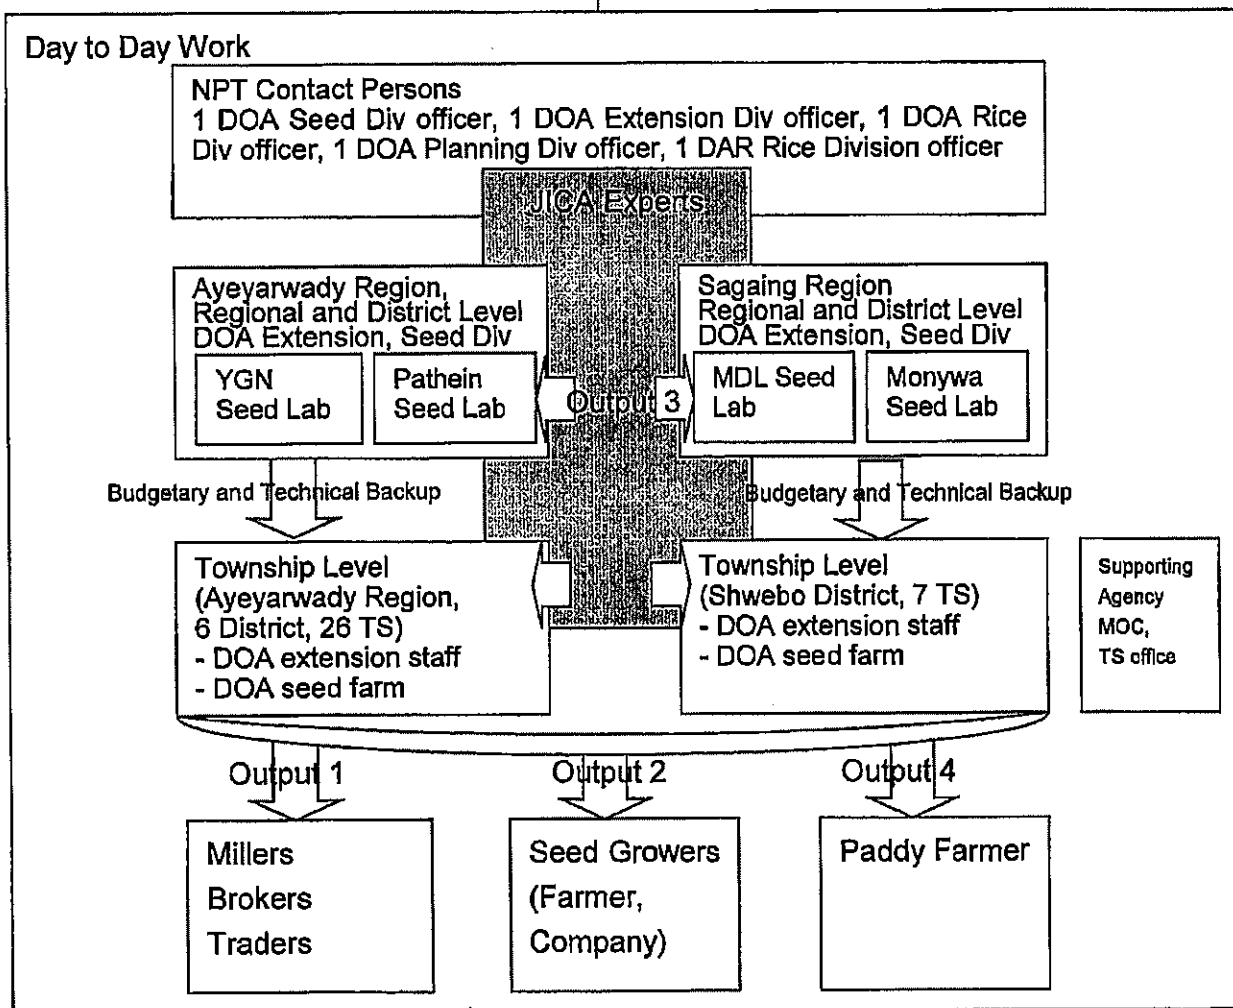 Day to Day Work
NPT Contact Persons
1 DOA Seed Div officer, 1 DOA Extension Div officer, 1 DOA Rice
Div officer, 1 DOA Planning Div officer, 1 DAR Rice Division officer
JICA Experts
Ayeyarwady Region,
Regional and District Level
DOA Extension, Seed Div
YGN
Seed Lab
Pathein
Seed Lab
Output 3
Sagaing Region
Regional and District Level
DOA Extension, Seed Div
MDL Seed
Lab
Monywa
Seed Lab
Budgetary and Technical Backup
Budgetary and Technical Backup
Township Level
(Ayeyarwady Region,
6 District, 26 TS)
- DOA extension staff
- DOA seed farm
Township Level
(Shwebo District, 7 TS)
- DOA extension staff
- DOA seed farm
Supporting
Agency
MOC,
TS office
Output 1
Output 2
Output 4
Millers
Brokers
Traders
Seed Growers
(Farmer,
Company)
Paddy Farmer